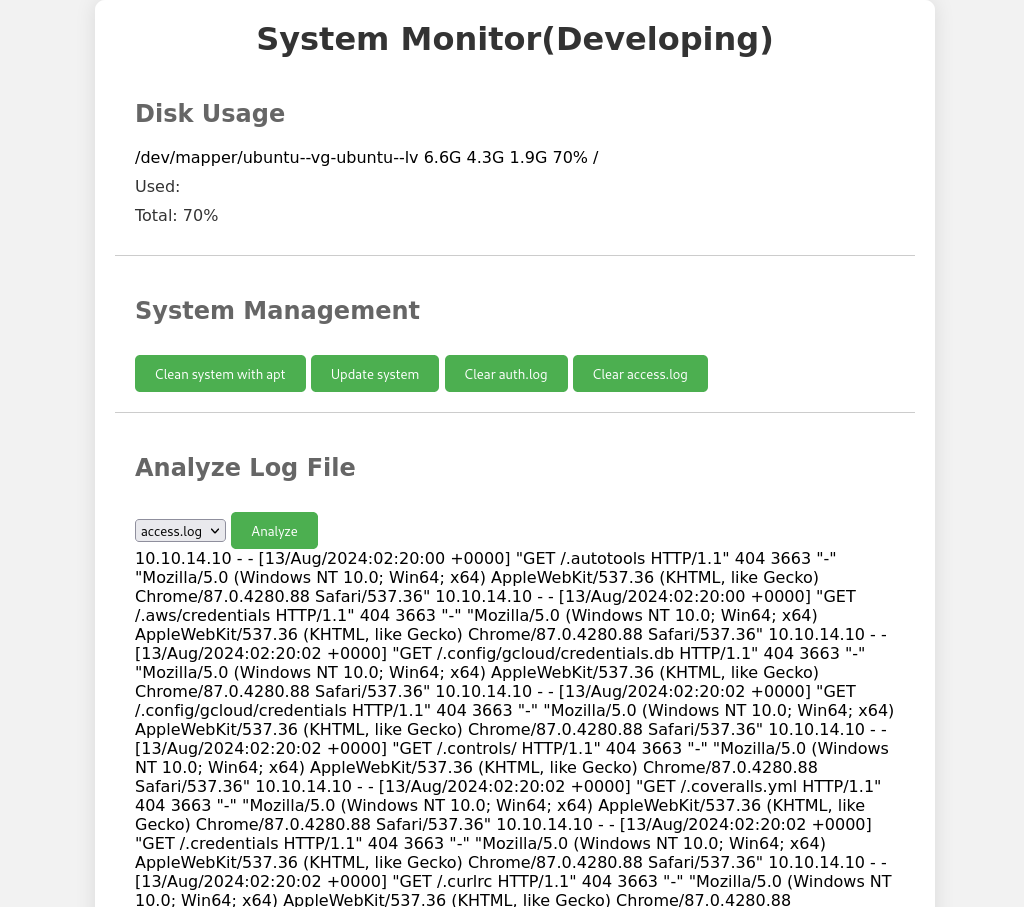 System Monitor(Developing)
Disk Usage
/dev/mapper/ubuntu--vg-ubuntu--lv 6.6G 4.3G 1.9G 70% /
Used:
Total: 70%
System Management
Clean system with apt Update system Clear auth.log Clear access.log
Analyze Log File
access.log Analyze
10.10.14.10 - - [13/Aug/2024:02:20:00 +0000] "GET /.autotools HTTP/1.1" 404 3663 "-"
"Mozilla/5.0 (Windows NT 10.0; Win64; x64) AppleWebKit/537.36 (KHTML, like Gecko)
Chrome/87.0.4280.88 Safari/537.36" 10.10.14.10 - - [13/Aug/2024:02:20:00 +0000] "GET
/.aws/credentials HTTP/1.1" 404 3663 "-" "Mozilla/5.0 (Windows NT 10.0; Win64; x64)
AppleWebKit/537.36 (KHTML, like Gecko) Chrome/87.0.4280.88 Safari/537.36" 10.10.14.10 - -
[13/Aug/2024:02:20:02 +0000] "GET /.config/gcloud/credentials.db HTTP/1.1" 404 3663 "-"
"Mozilla/5.0 (Windows NT 10.0; Win64; x64) AppleWebKit/537.36 (KHTML, like Gecko)
Chrome/87.0.4280.88 Safari/537.36" 10.10.14.10 - - [13/Aug/2024:02:20:02 +0000] "GET
/.config/gcloud/credentials HTTP/1.1" 404 3663 "-" "Mozilla/5.0 (Windows NT 10.0; Win64; x64)
AppleWebKit/537.36 (KHTML, like Gecko) Chrome/87.0.4280.88 Safari/537.36" 10.10.14.10 - -
[13/Aug/2024:02:20:02 +0000] "GET /.controls/ HTTP/1.1" 404 3663 "-" "Mozilla/5.0 (Windows
NT 10.0; Win64; x64) AppleWebKit/537.36 (KHTML, like Gecko) Chrome/87.0.4280.88
Safari/537.36" 10.10.14.10 - - [13/Aug/2024:02:20:02 +0000] "GET /.coveralls.yml HTTP/1.1"
404 3663 "-" "Mozilla/5.0 (Windows NT 10.0; Win64; x64) AppleWebKit/537.36 (KHTML, like
Gecko) Chrome/87.0.4280.88 Safari/537.36" 10.10.14.10 - - [13/Aug/2024:02:20:02 +0000]
"GET /.credentials HTTP/1.1" 404 3663 "-" "Mozilla/5.0 (Windows NT 10.0; Win64; x64)
AppleWebKit/537.36 (KHTML, like Gecko) Chrome/87.0.4280.88 Safari/537.36" 10.10.14.10 - -
[13/Aug/2024:02:20:02 +0000] "GET /.curlrc HTTP/1.1" 404 3663 "-" "Mozilla/5.0 (Windows NT
10.0; Win64; x64) AppleWebKit/537.36 (KHTML, like Gecko) Chrome/87.0.4280.88